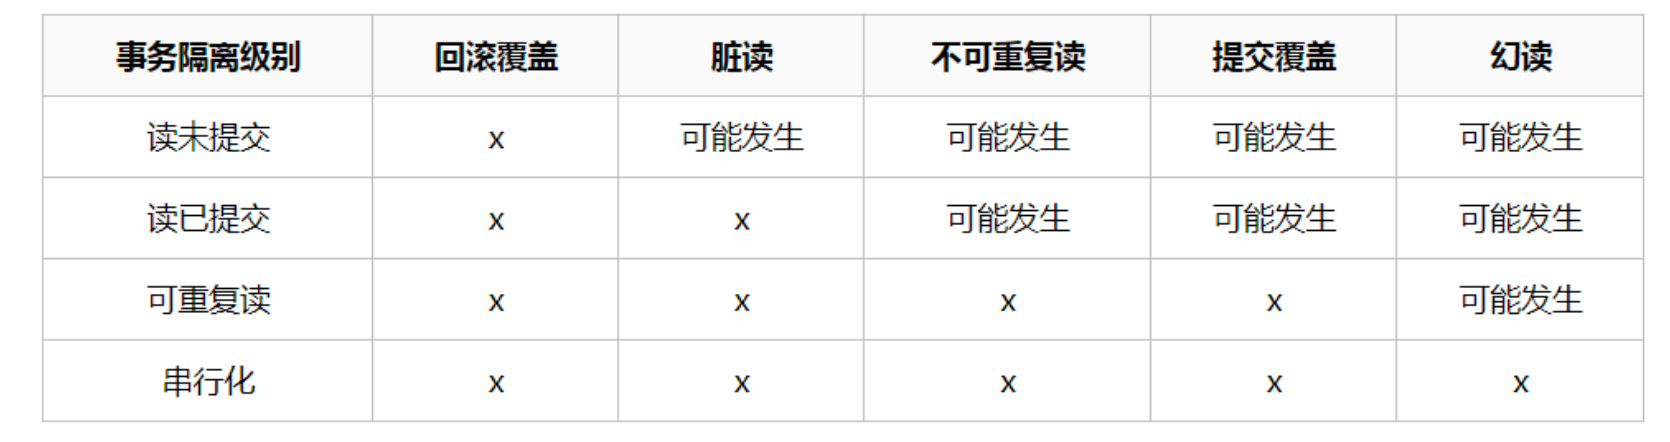 事务隔离级别 回滚覆盖 脏读 不可重复读 提交覆盖 幻读
读未提交 x 可能发生 可能发生 可能发生 可能发生
读已提交 x x 可能发生 可能发生 可能发生
可重复读 x x x x 可能发生
串行化 x x x x x